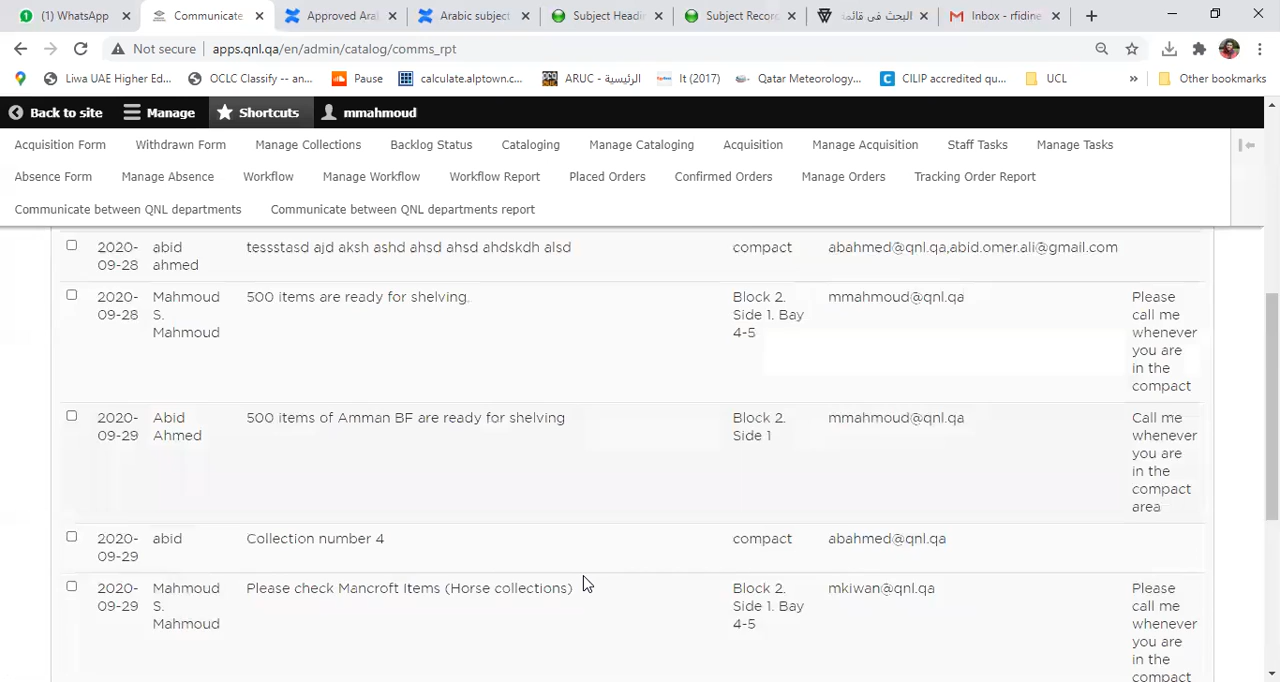 (1) WhatsApp
Communicate
Approved Ara
Arabic subject
Subject Headi
Subject Record
البحث في قائمة
Inbox - rfidine
Not secure | apps.qnl.qa/en/admin/catalog/comms_rpt
Liwa UAE Higher Ed... OCLC Classify -- an... Pause calculate.alptown.c... ARUC - الرئيسية It (2017) Qatar Meteorology... CILIP accredited qu... UCL » Other bookmarks
Back to site Manage Shortcuts mmahmoud
Acquisition Form Withdrawn Form Manage Collections Backlog Status Cataloging Manage Cataloging Acquisition Manage Acquisition Staff Tasks Manage Tasks
Absence Form Manage Absence Workflow Manage Workflow Workflow Report Placed Orders Confirmed Orders Manage Orders Tracking Order Report
Communicate between QNL departments Communicate between QNL departments report
2020-
09-28
abid
ahmed
tessstasd ajd aksh ashd ahsd ahsd ahdskdh alsd
compact
abahmed@qnl.qa,abid.omer.ali@gmail.com
2020-
09-28
Mahmoud
S.
Mahmoud
500 items are ready for shelving.
Block 2.
Side 1. Bay
4-5
mmahmoud@qnl.qa
Please
call me
whenever
you are
in the
compact
2020-
09-29
Abid
Ahmed
500 items of Amman BF are ready for shelving
Block 2.
Side 1
mmahmoud@qnl.qa
Call me
whenever
you are
in the
compact
area
2020-
09-29
abid
Collection number 4
compact
abahmed@qnl.qa
2020-
09-29
Mahmoud
S.
Mahmoud
Please check Mancroft Items (Horse collections)
Block 2.
Side 1. Bay
4-5
mkiwan@qnl.qa
Please
call me
whenever
you are
in the
compact